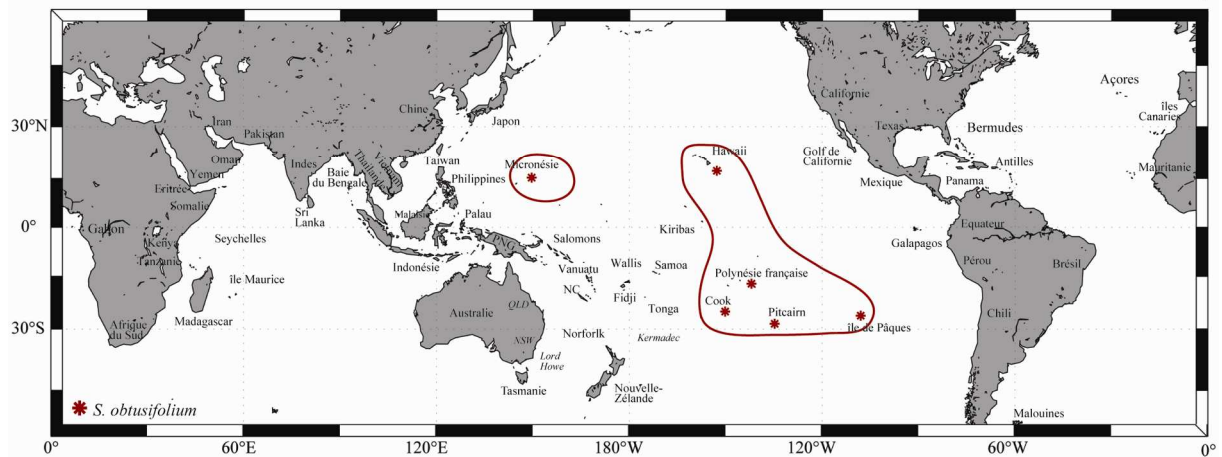 Açores
Californie
Chine
îles
Canaries
Japon
Texas
Bermudes
30°N
Iran
Pakistan
Golf de
Californie
Hawaii
Taiwan
Antilles
Oman
Indes
Baie
du Bengale
Thailand
Vietnam
Micronésie
Mauritanie
Yemen
Philippines
Mexique
Panama
Eritrée
Somalie
Sri
Lanka
Malaisie
Palau
0°
Gabon
Kenya
Seychelles
PNG
Salomons
Kiribas
Galapagos
Equateur
Tanzanie
Indonésie
Vanuatu
Wallis
Samoa
Polynésie française
Pérou
Brésil
île Maurice
NC
Fidji
Tonga
Cook
Pitcairn
Madagascar
Australie
QLD
Chili
30°S
Afrique
du Sud
NSW
Norforlk
Kermadec
île de Pâques
Lord
Howe
Tasmanie
Nouvelle-
Zélande
S. obtusifolium
Malouines
0°
60°E
120°E
180°W
120°W
60°W
0°